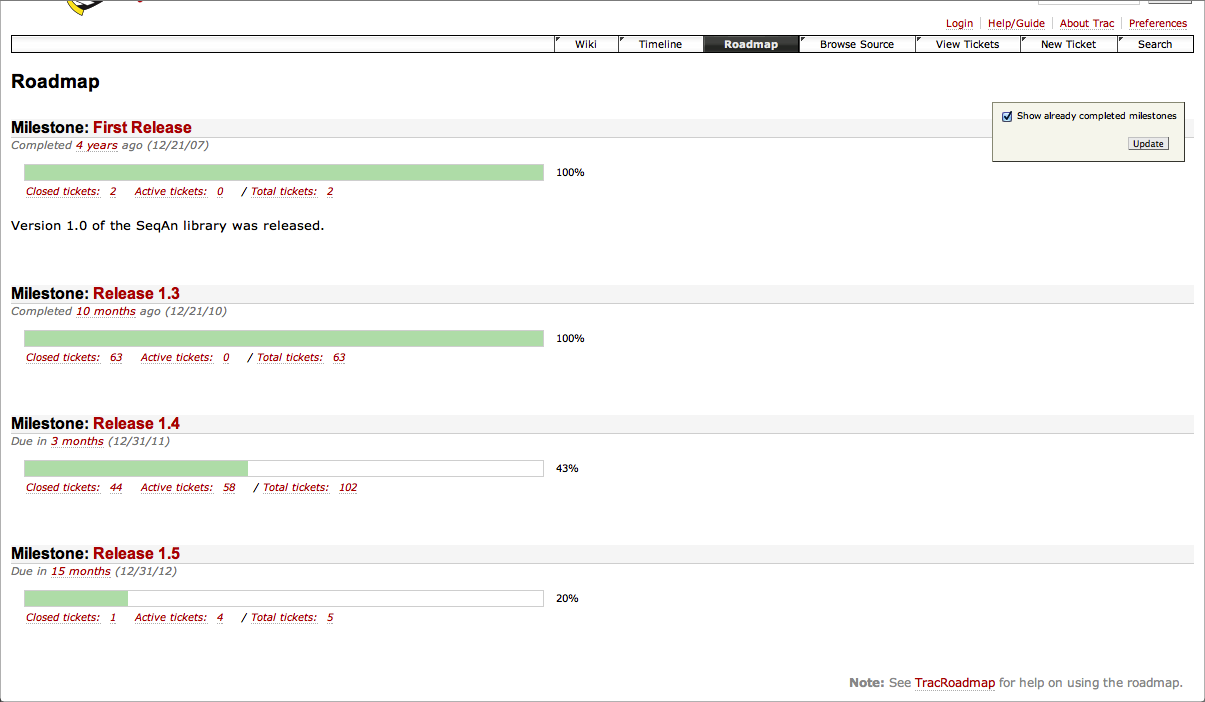 Login Help/Guide About Trac Preferences
Wiki Timeline Roadmap Browse Source View Tickets New Ticket Search
Roadmap
Show already completed milestones
Update
Milestone: First Release
Completed 4 years ago (12/21/07)
100%
Closed tickets: 2 Active tickets: 0 / Total tickets: 2
Version 1.0 of the SeqAn library was released.
Milestone: Release 1.3
Completed 10 months ago (12/21/10)
100%
Closed tickets: 63 Active tickets: 0 / Total tickets: 63
Milestone: Release 1.4
Due in 3 months (12/31/11)
43%
Closed tickets: 44 Active tickets: 58 / Total tickets: 102
Milestone: Release 1.5
Due in 15 months (12/31/12)
20%
Closed tickets: 1 Active tickets: 4 / Total tickets: 5
Note: See TracRoadmap for help on using the roadmap.